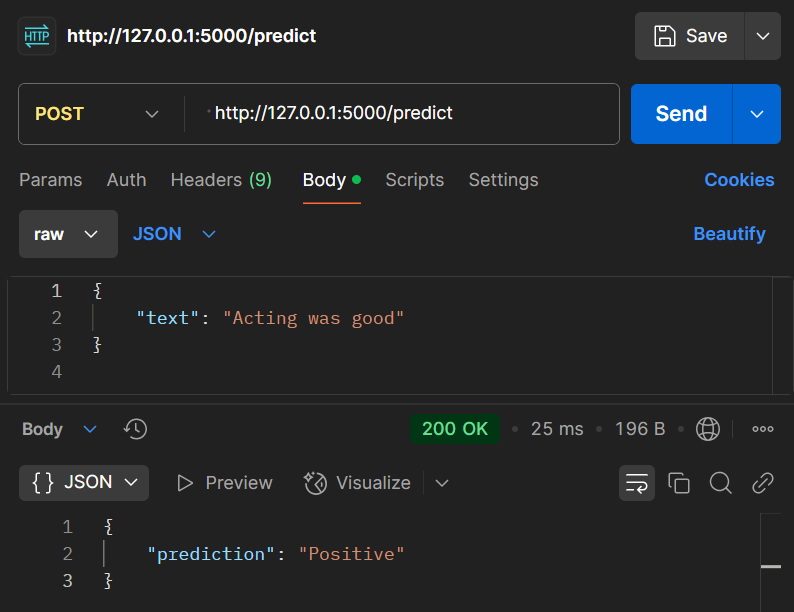 HTTP http://127.0.0.1:5000/predict Save
POST http://127.0.0.1:5000/predict Send
Params Auth Headers (9) Body Scripts Settings Cookies
raw JSON Beautify
1 {
2 "text": "Acting was good"
3 }
4
Body 200 OK • 25 ms • 196 B •
{} JSON Preview Visualize
1 {
2 "prediction": "Positive"
3 }